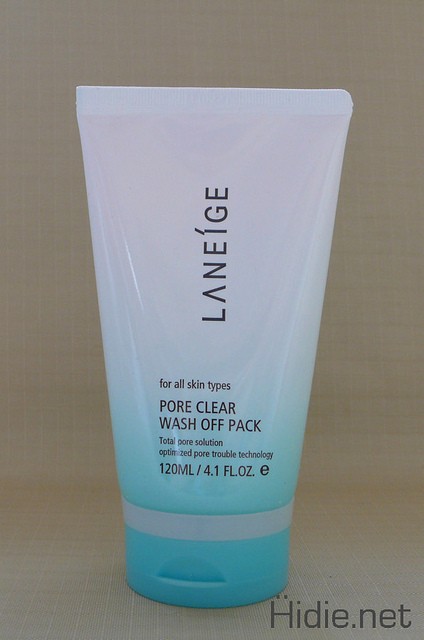 LANEÍGE
for all skin types
PORE CLEAR
WASH OFF PACK
Total pore solution
optimized pore trouble technology
120ML / 4.1 FL.OZ. e
Hidie.net